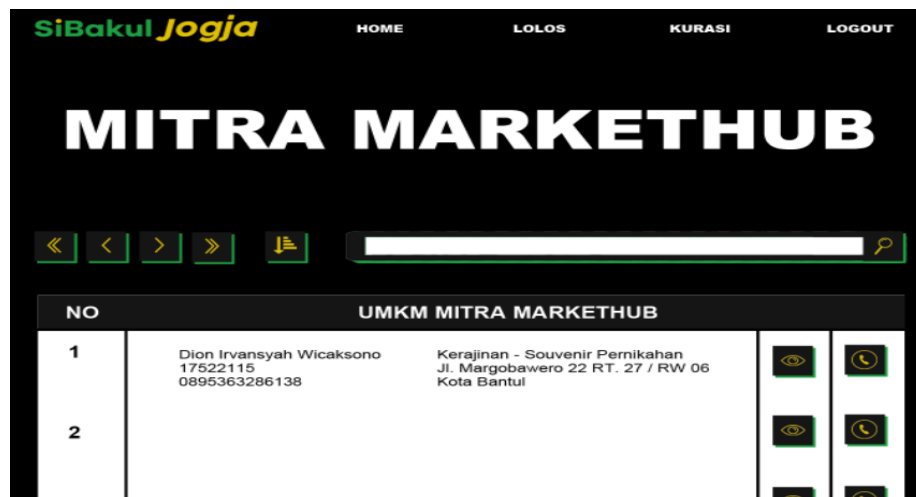 SiBakul Jogja HOME LOLOS KURASI LOGOUT
MITRA MARKETHUB
NO UMKM MITRA MARKETHUB
1 Dion Irvansyah Wicaksono Kerajinan - Souvenir Pernikahan
17522115 Jl. Margobawero 22 RT. 27 / RW 06
0895363286138 Kota Bantul
2